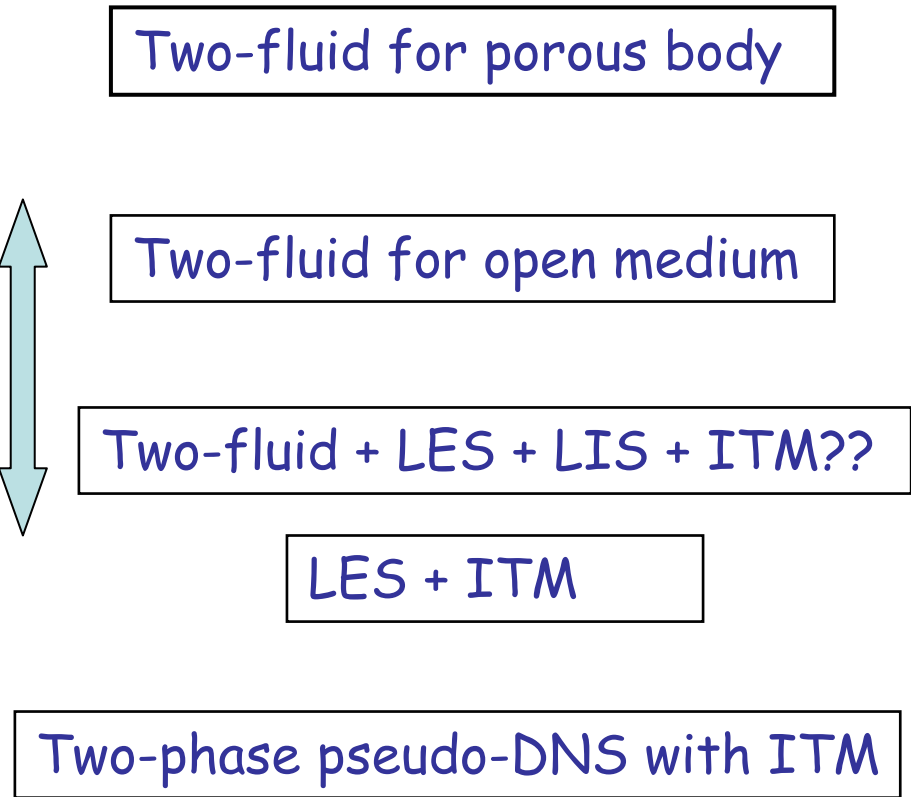 Two-fluid for porous body
Two-fluid for open medium
Two-fluid + LES + LIS + ITM??
LES + ITM
Two-phase pseudo-DNS with ITM